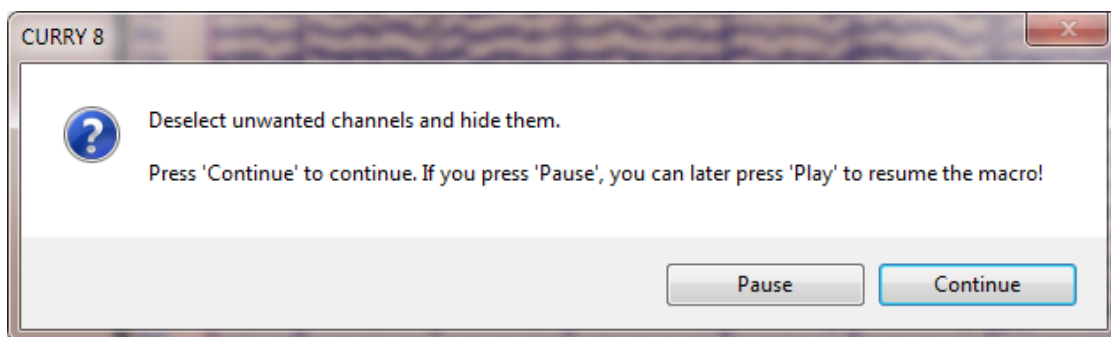 CURRY 8
Deselect unwanted channels and hide them.
Press 'Continue' to continue. If you press 'Pause', you can later press 'Play' to resume the macro!
Pause
Continue